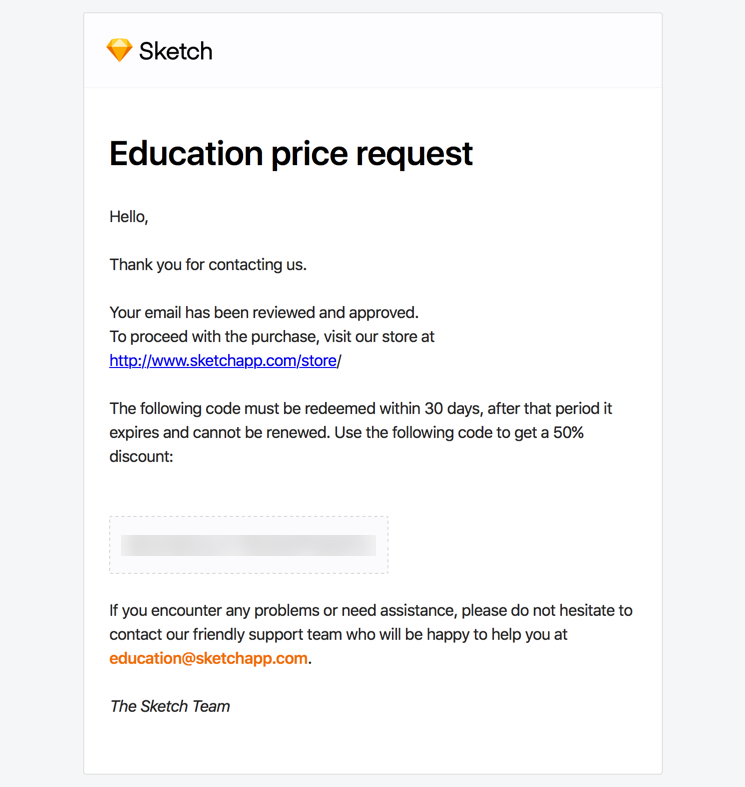 Sketch
Education price request
Hello,
Thank you for contacting us.
Your email has been reviewed and approved.
To proceed with the purchase, visit our store at
http://www.sketchapp.com/store/
The following code must be redeemed within 30 days, after that period it
expires and cannot be renewed. Use the following code to get a 50%
discount:
If you encounter any problems or need assistance, please do not hesitate to
contact our friendly support team who will be happy to help you at
education@sketchapp.com.
The Sketch Team